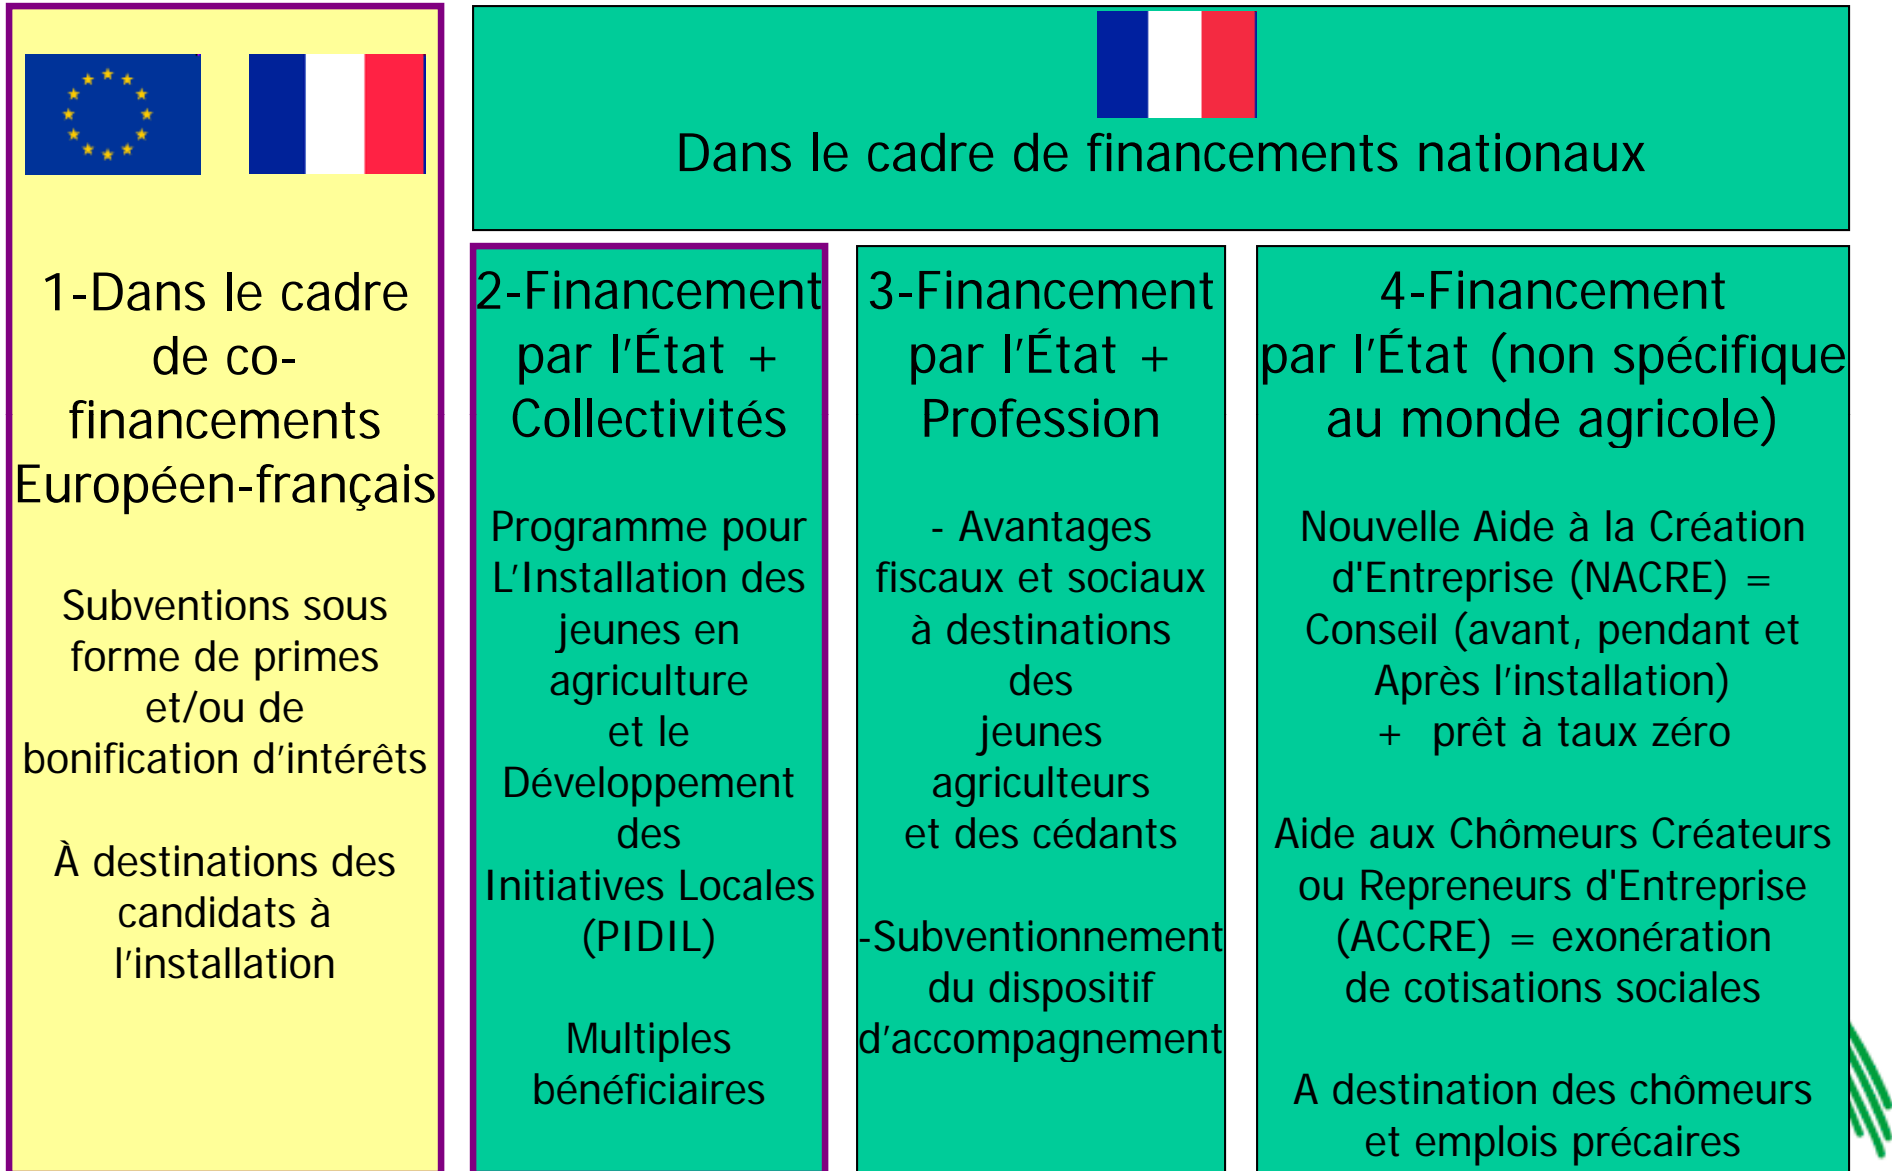 1-Dans le cadre
de co-
financements
Européen-français
Subventions sous
forme de primes
et/ou de
bonification d'intérêts
À destinations des
candidats à
l'installation
Dans le cadre de financements nationaux
2-Financement
par l'État +
Collectivités
Programme pour
L'Installation des
jeunes en
agriculture
et le
Développement
des
Initiatives Locales
(PIDIL)
Multiples
bénéficiaires
3-Financement
par l'État +
Profession
- Avantages
fiscaux et sociaux
à destinations
des
jeunes
agriculteurs
et des cédants
-Subventionnement
du dispositif
d'accompagnement
4-Financement
par l'État (non spécifique
au monde agricole)
Nouvelle Aide à la Création
d'Entreprise (NACRE) =
Conseil (avant, pendant et
Après l'installation)
+ prêt à taux zéro
Aide aux Chômeurs Créateurs
ou Repreneurs d'Entreprise
(ACCRE) = exonération
de cotisations sociales
A destination des chômeurs
et emplois précaires